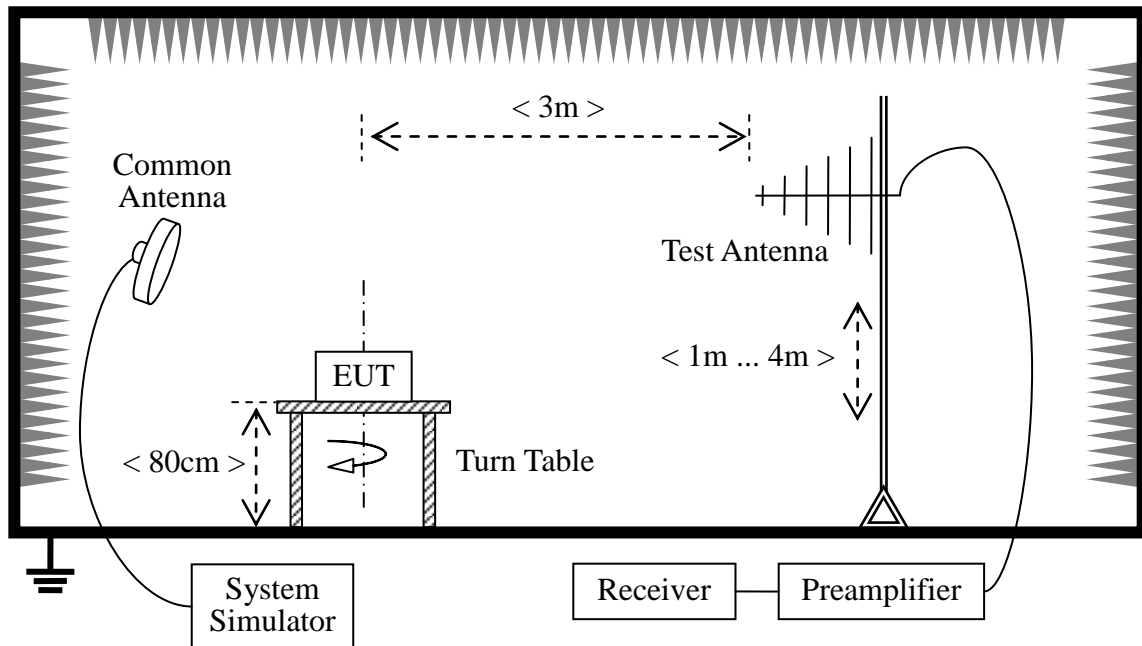 < 3m >
Common
Antenna
Test Antenna
< 1m ... 4m >
EUT
< 80cm >
Turn Table
System
Simulator
Receiver
Preamplifier